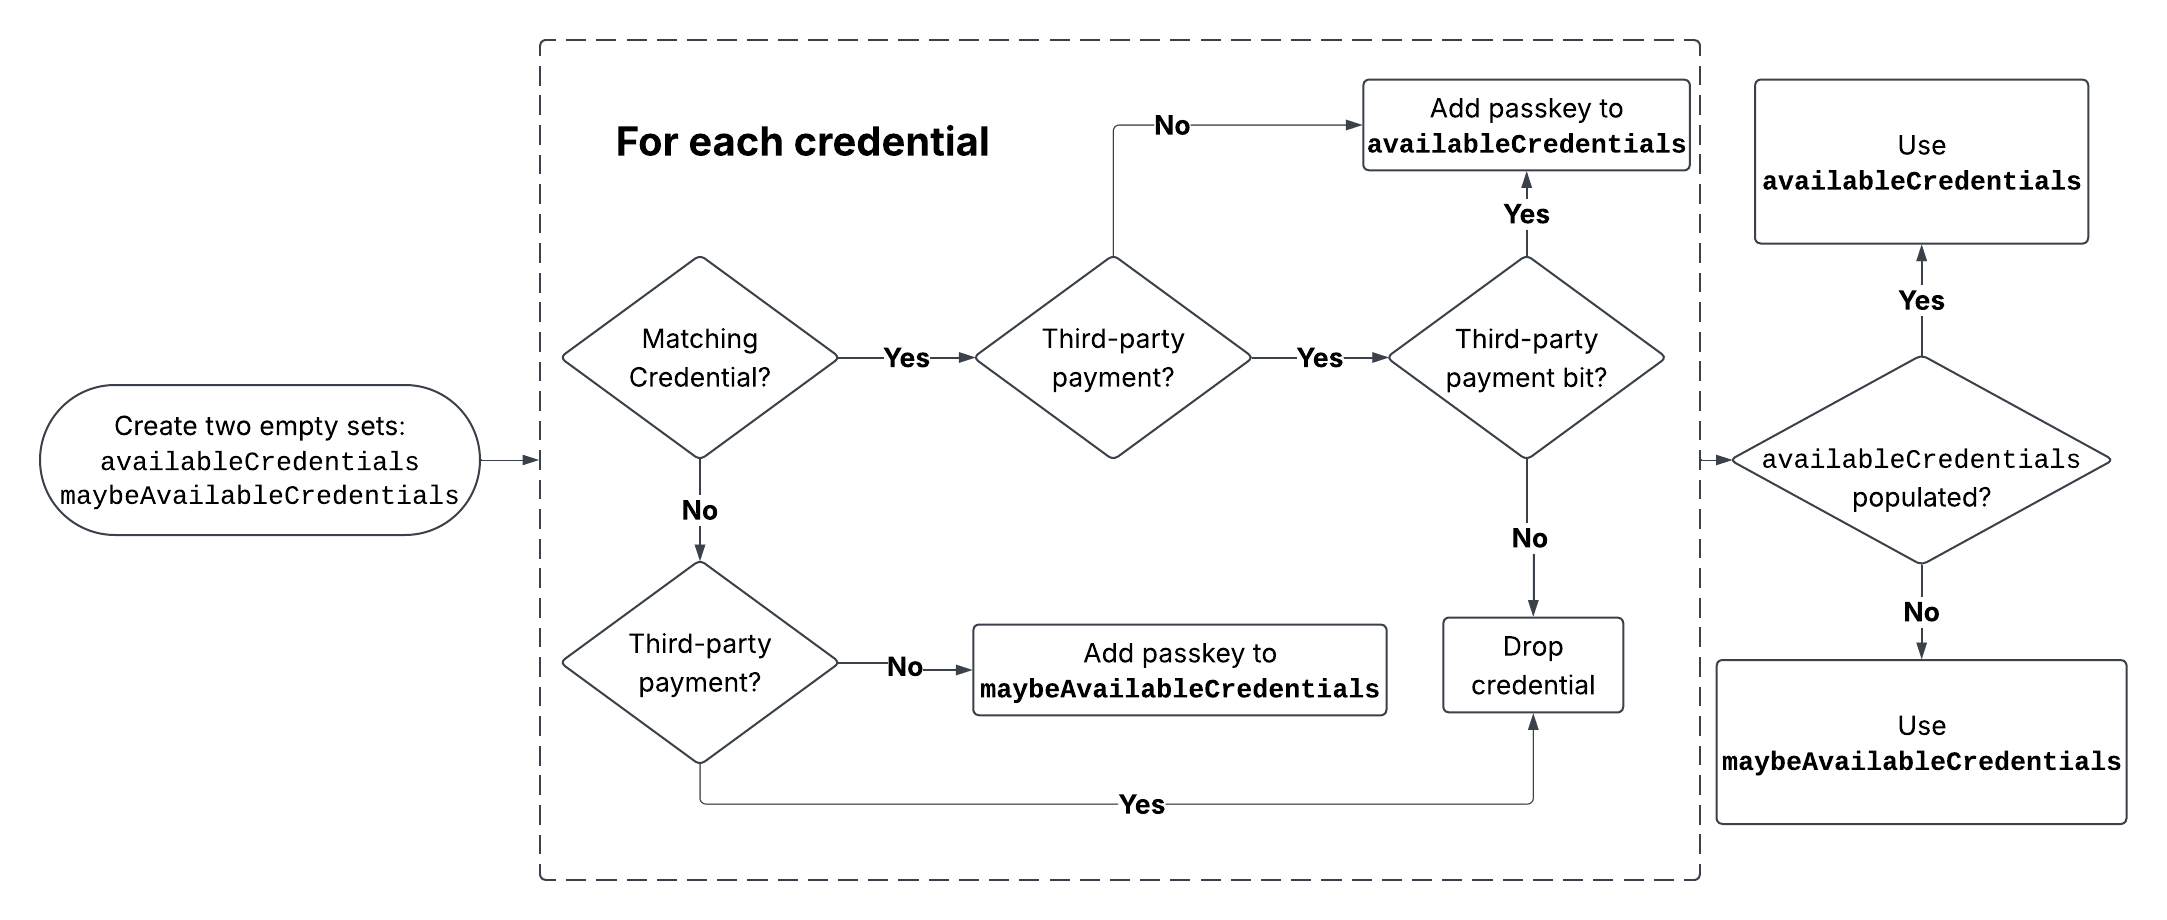 Create two empty sets:
availableCredentials
maybeAvailableCredentials
For each credential
Matching
Credential?
Yes
No
Third-party
payment?
No
Yes
Third-party
payment bit?
Yes
No
Add passkey to
availableCredentials
Third-party
payment?
No
Yes
Add passkey to
maybeAvailableCredentials
Drop
credential
availableCredentials
populated?
Yes
No
Use
availableCredentials
Use
maybeAvailableCredentials